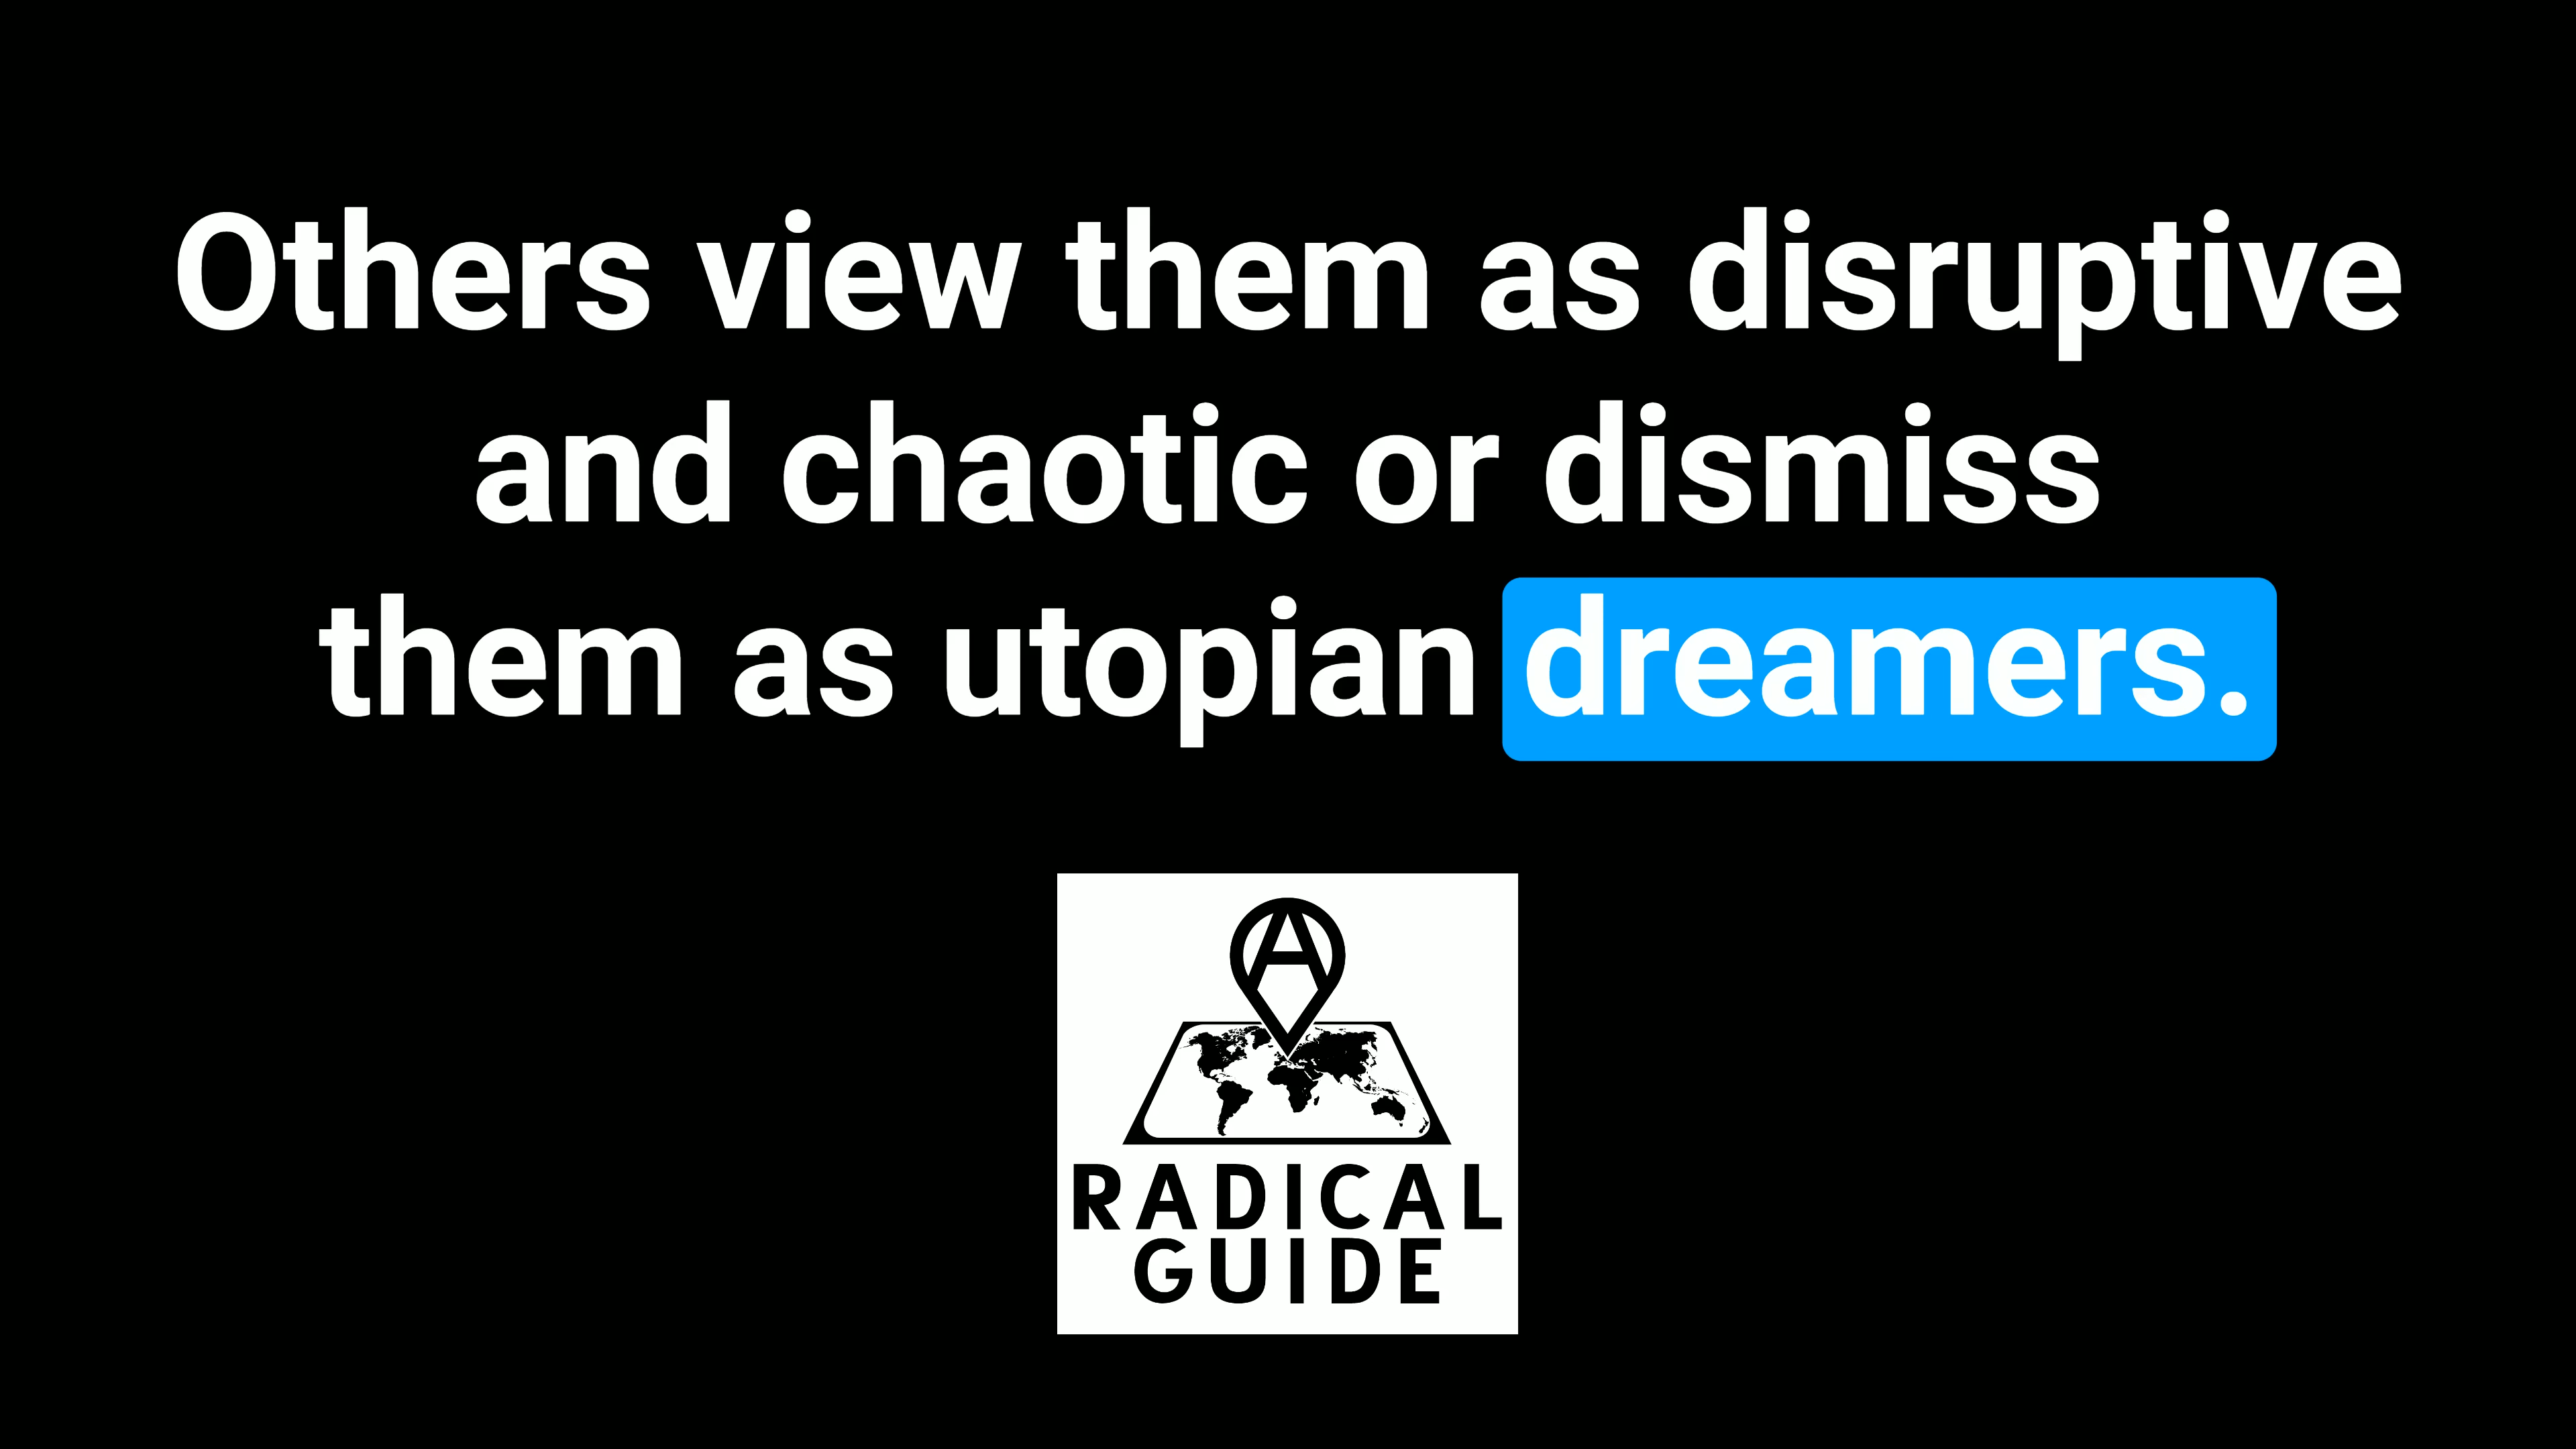 Others view them as disruptive
and chaotic or dismiss
them as utopian dreamers.
A
RADICAL
GUIDE